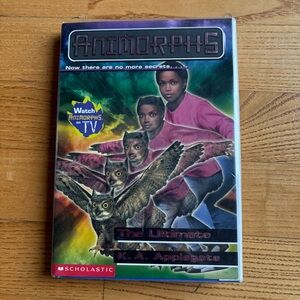 ANIMORPHS
Now there are no more secrets.....
Watch
ANIMORPHS
ON
TV
The Ultimate
K.A. Applegate
SCHOLASTIC